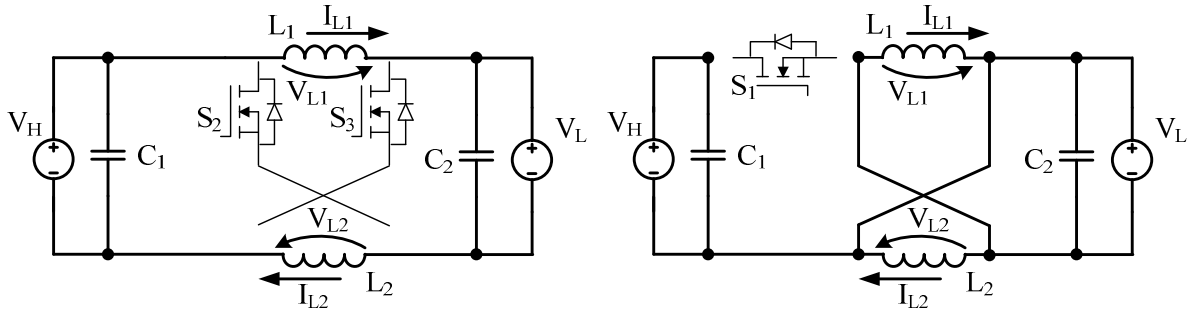 L1 IL1
VL1
S2 S3
VH C1 C2 VL
VL2
IL2 L2
L1 IL1
S1 VL1
VH C1 C2 VL
VL2
IL2 L2